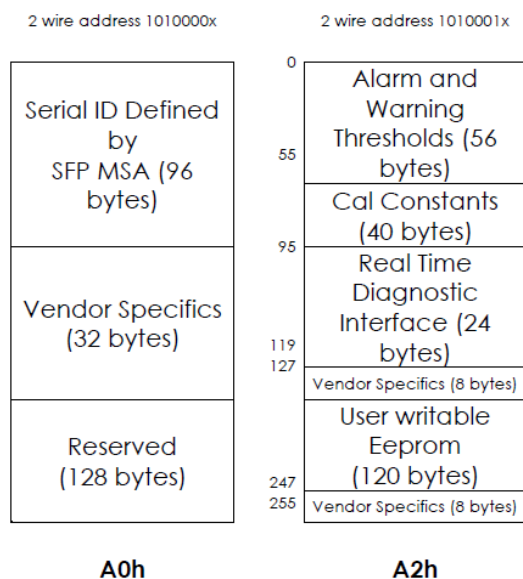 2 wire address 1010000x
Serial ID Defined
by
SFP MSA (96
bytes)
Vendor Specifics
(32 bytes)
Reserved
(128 bytes)
A0h
2 wire address 1010001x
0
Alarm and
Warning
Thresholds (56
bytes)
55
Cal Constants
(40 bytes)
95
Real Time
Diagnostic
Interface (24
bytes)
119
127
Vendor Specifics (8 bytes)
User writable
Eeprom
(120 bytes)
247
255
Vendor Specifics (8 bytes)
A2h